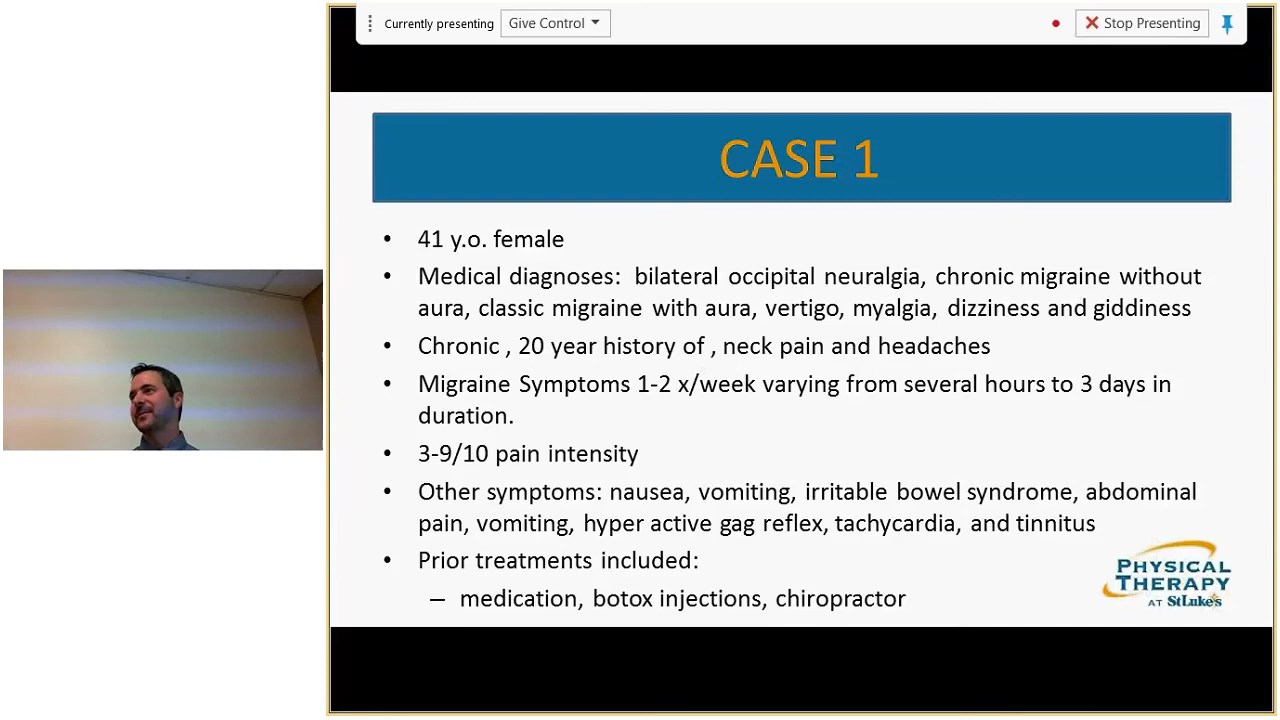 Currently presenting Give Control Stop Presenting
CASE 1
• 41 y.o. female
• Medical diagnoses: bilateral occipital neuralgia, chronic migraine without
aura, classic migraine with aura, vertigo, myalgia, dizziness and giddiness
• Chronic , 20 year history of , neck pain and headaches
• Migraine Symptoms 1-2 x/week varying from several hours to 3 days in
duration.
• 3-9/10 pain intensity
• Other symptoms: nausea, vomiting, irritable bowel syndrome, abdominal
pain, vomiting, hyper active gag reflex, tachycardia, and tinnitus
• Prior treatments included:
– medication, botox injections, chiropractor
PHYSICAL
THERAPY
AT StLuke's